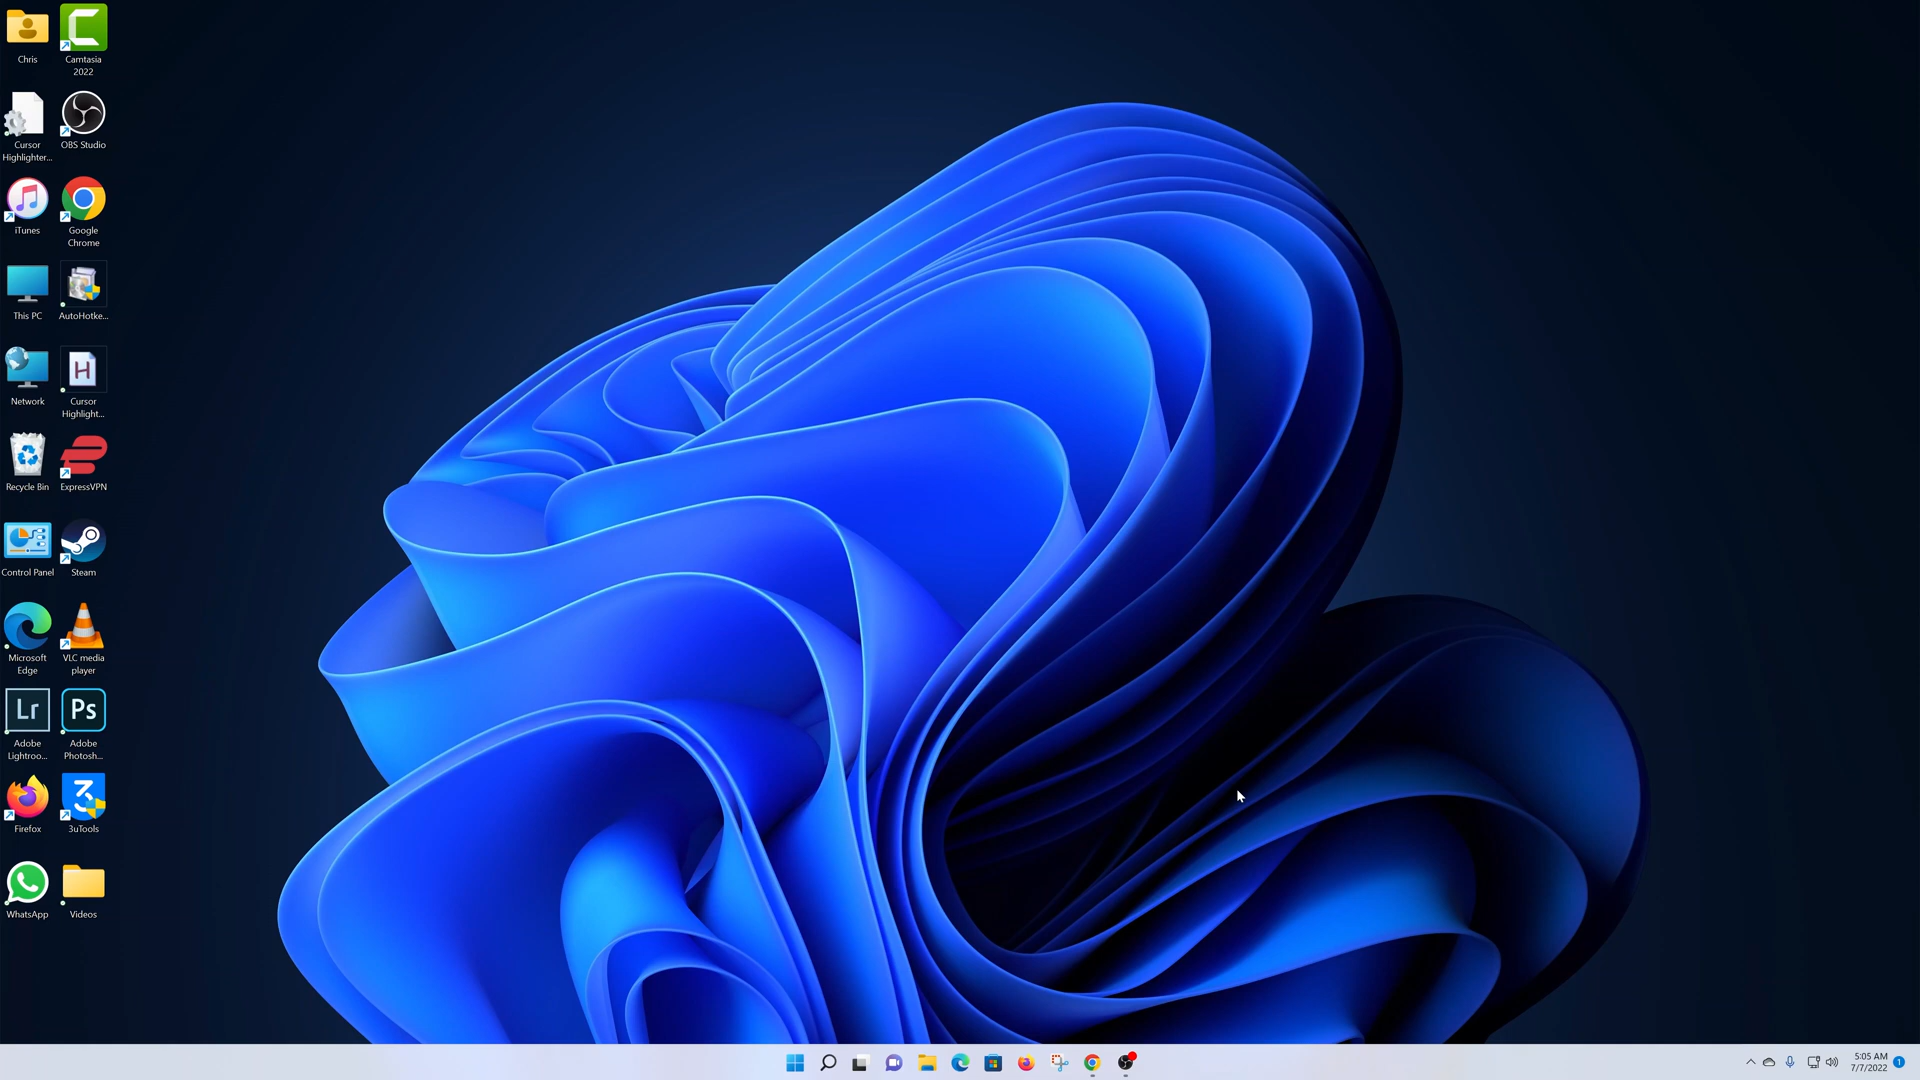 Chris
Camtasia
2022
Cursor
Highlighter...
OBS Studio
iTunes
Google
Chrome
This PC
AutoHotke...
Network
H
Cursor
Highlight...
Recycle Bin
ExpressVPN
Control Panel
Steam
Microsoft
Edge
VLC media
player
Lr
Adobe
Lightroo...
Ps
Adobe
Photosh...
Firefox
3uTools
WhatsApp
Videos
5:05 AM
7/7/2022
1